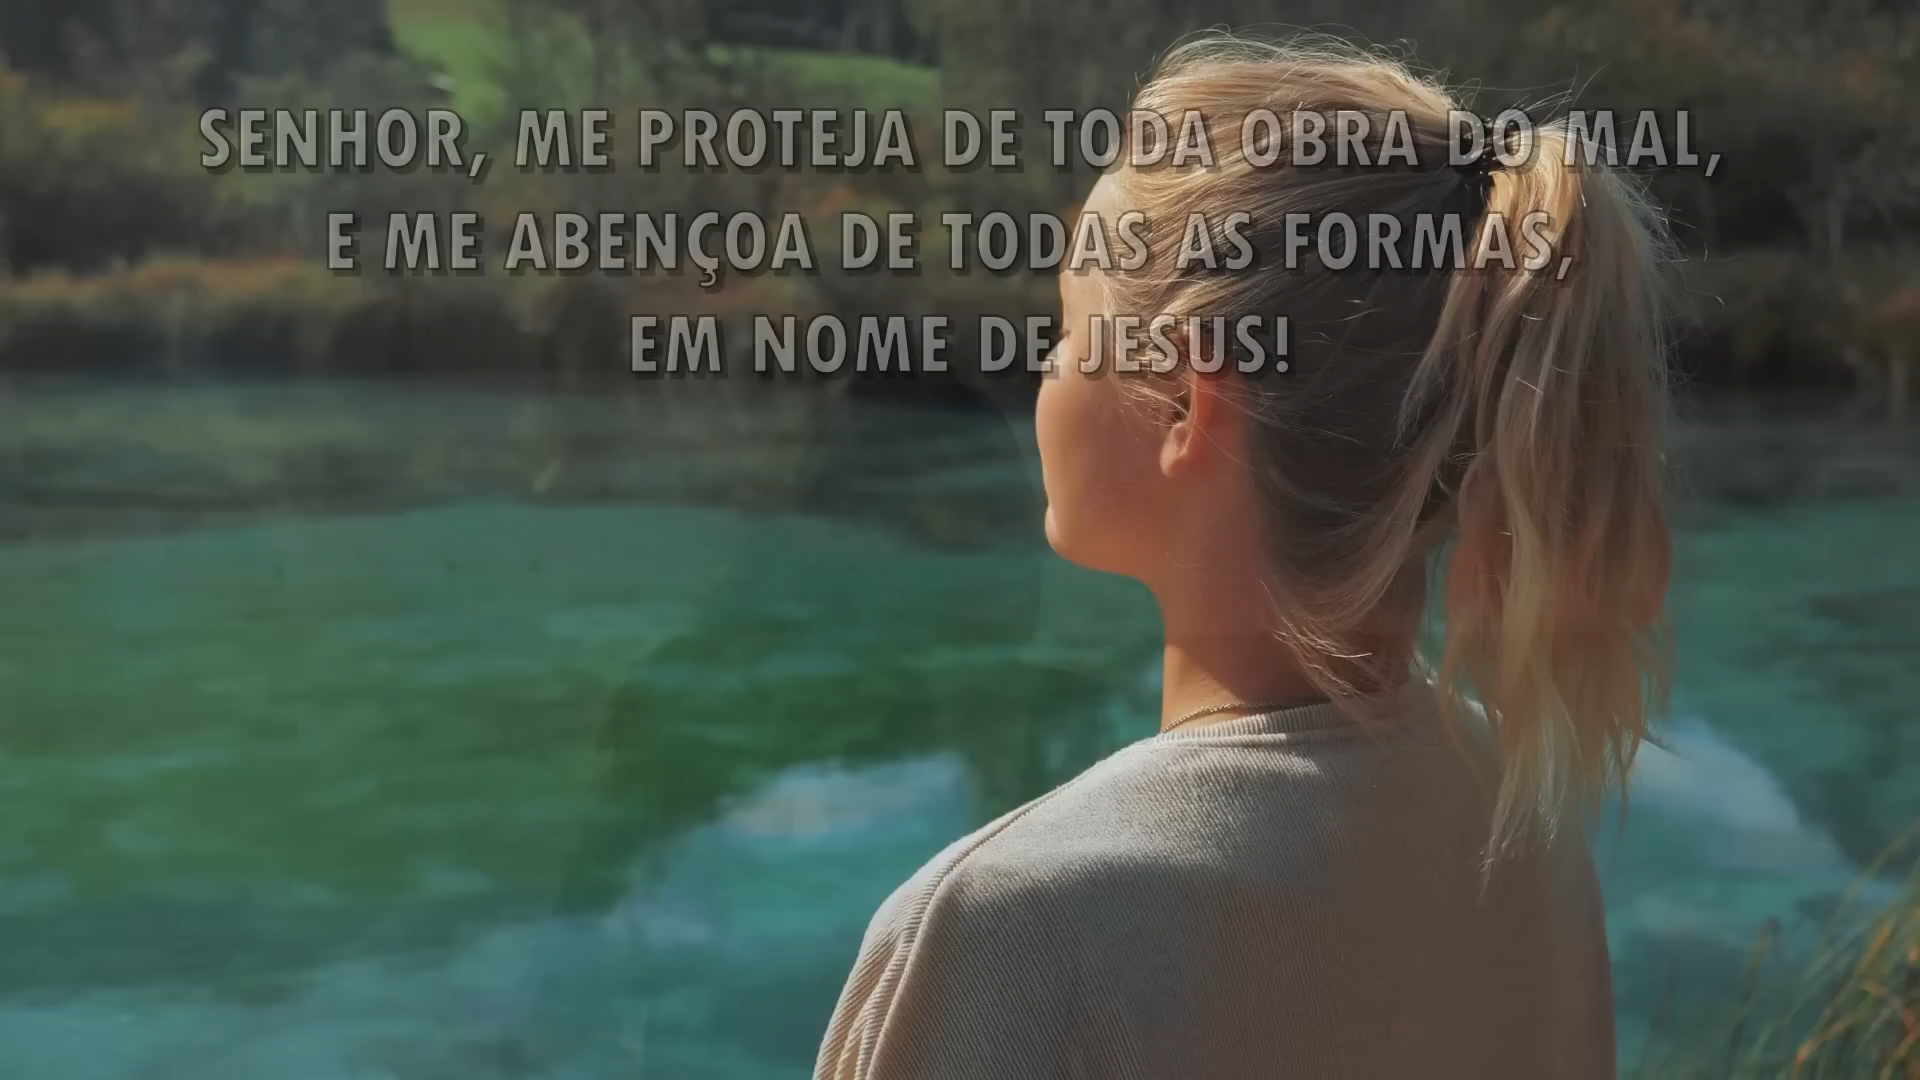 SENHOR, ME PROTEJA DE TODA OBRA DO MAL,
E ME ABENÇOA DE TODAS AS FORMAS,
EM NOME DE JESUS!